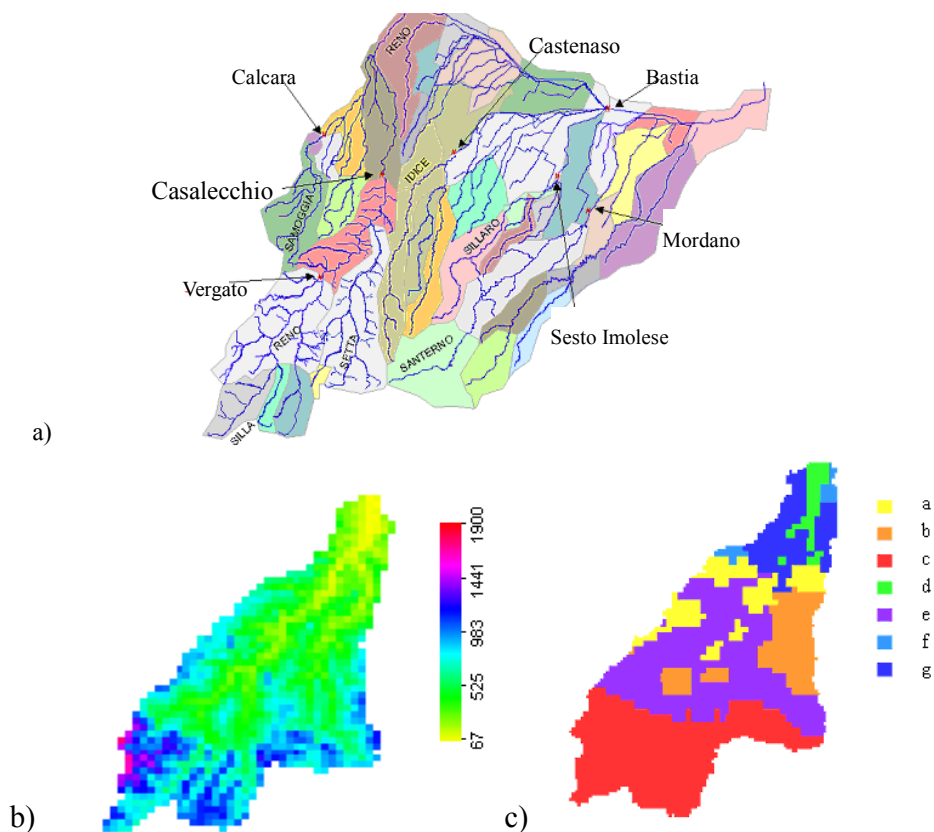 Castenaso
Bastia
Calcara
RENO
Casalecchio
IDICE
SAMOGGIA
SILLARO
Mordano
Vergato
RENO
SETTA
Sesto Imolese
SANTERNO
SILLA
a)
1900
1441
983
525
67
a
b
c
d
e
f
g
b)
c)